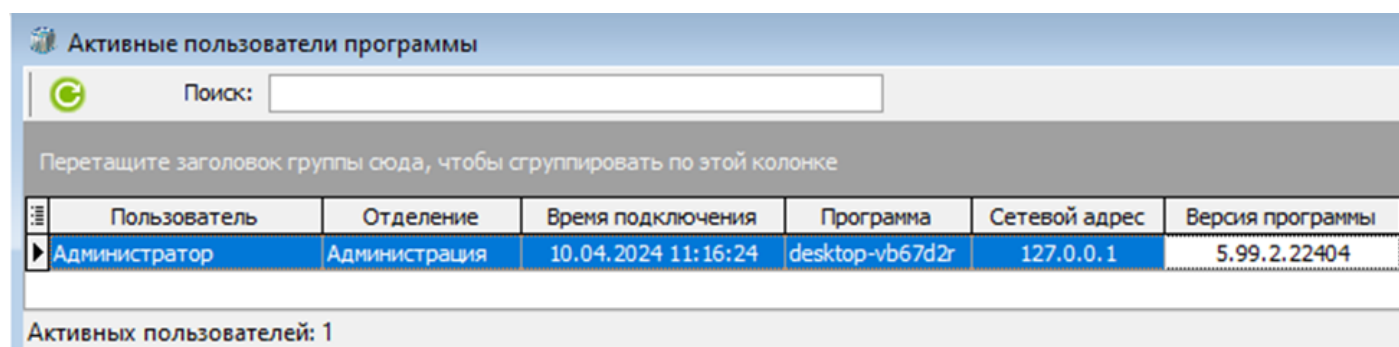 Активные пользователи программы
Поиск:
Перетащите заголовок группы сюда, чтобы сгруппировать по этой колонке
Пользователь Отделение Время подключения Программа Сетевой адрес Версия программы
Администратор Администрация 10.04.2024 11:16:24 desktop-vb67d2r 127.0.0.1 5.99.2.22404
Активных пользователей: 1